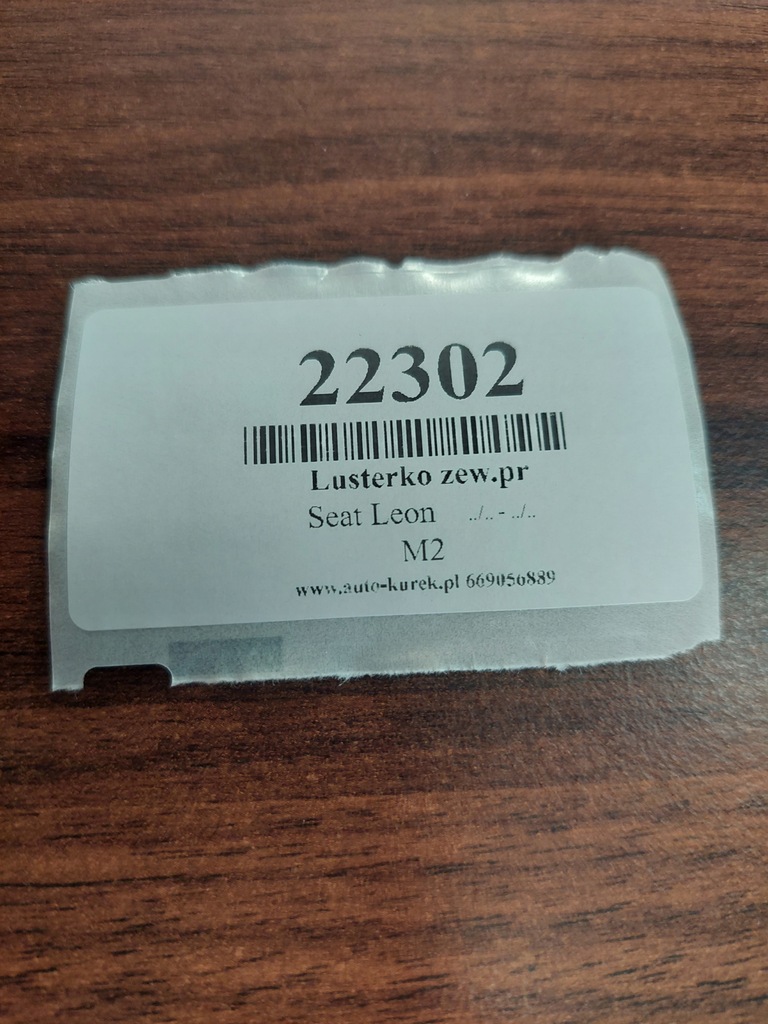 22302
Lusterko zew.pr
Seat Leon ../.. - ../..
M2
www.auto-kurek.pl 669056889